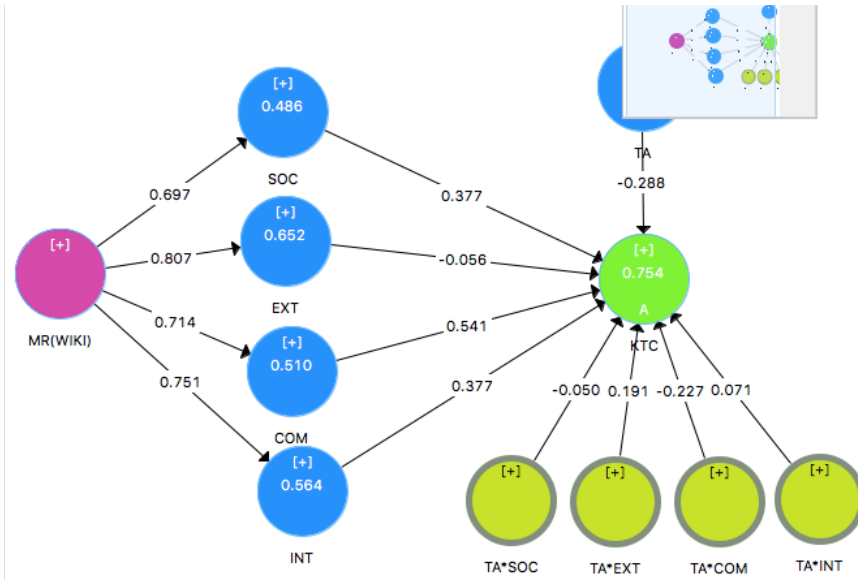 [+]
0.486
SOC
TA
0.697
0.377
-0.288
[+]
0.652
EXT
[+]
MR(WIKI)
0.807
-0.056
[+]
0.754
A
KTC
0.714
[+]
0.510
COM
0.541
0.751
0.377
[+]
0.564
INT
-0.050
0.191
-0.227
0.071
[+]
[+]
[+]
[+]
TA*SOC
TA*EXT
TA*COM
TA*INT